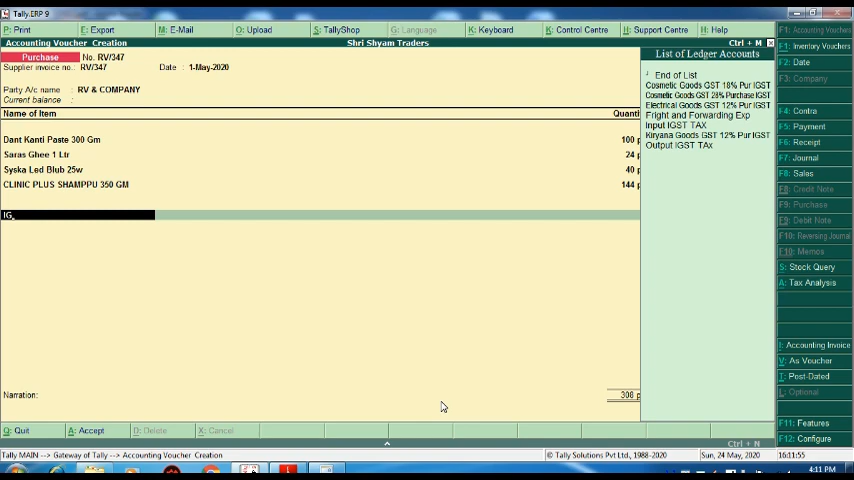 Tally.ERP 9
P: Print E: Export M: E-Mail O: Upload S: TallyShop G: Language K: Keyboard K: Control Centre H: Support Centre H: Help
Accounting Voucher Creation Shri Shyam Traders Ctrl + M
Purchase No. RV/347
Supplier invoice no.: RV/347 Date : 1-May-2020
Party A/c name : RV & COMPANY
Current balance :
Name of Item Quantit
Dant Kanti Paste 300 Gm 100 p
Saras Ghee 1 Ltr 24 p
Syska Led Blub 25w 40 p
CLINIC PLUS SHAMPPU 350 GM 144 p
IG
Narration: 308 p
List of Ledger Accounts
End of List
Cosmetic Goods GST 18% Pur IGST
Cosmetic Goods GST 28% Purchase IGST
Electrical Goods GST 12% Pur IGST
Fright and Forwarding Exp
Input IGST TAX
Kiryana Goods GST 12% Pur IGST
Output IGST TAx
F1: Accounting Vouchers
F1: Inventory Vouchers
F2: Date
F3: Company
F4: Contra
F5: Payment
F6: Receipt
F7: Journal
F8: Sales
F8: Credit Note
F9: Purchase
F9: Debit Note
F10: Reversing Journal
F10: Memos
S: Stock Query
A: Tax Analysis
I: Accounting Invoice
V: As Voucher
T: Post-Dated
L: Optional
F11: Features
F12: Configure
Q: Quit A: Accept D: Delete X: Cancel
Ctrl + N
Tally MAIN --> Gateway of Tally --> Accounting Voucher Creation © Tally Solutions Pvt Ltd., 1988-2020 Sun, 24 May, 2020 16:11:55
4:11 PM